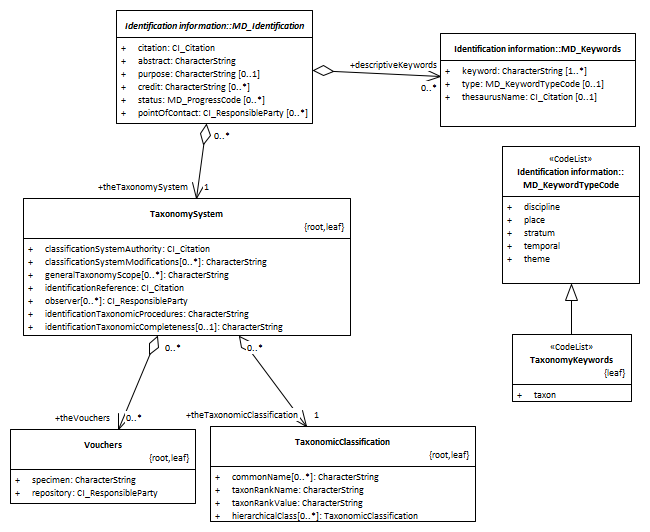 Identification information::MD_Identification
+ citation: CI_Citation
+ abstract: CharacterString
+ purpose: CharacterString [0..1]
+ credit: CharacterString [0..*]
+ status: MD_ProgressCode [0..*]
+ pointOfContact: CI_ResponsibleParty [0..*]
+descriptiveKeywords
0..*
Identification information::MD_Keywords
+ keyword: CharacterString [1..*]
+ type: MD_KeywordTypeCode [0..1]
+ thesaurusName: CI_Citation [0..1]
0..*
+theTaxonomySystem
1
«CodeList»
Identification information::
MD_KeywordTypeCode
+ discipline
+ place
+ stratum
+ temporal
+ theme
TaxonomySystem
{root,leaf}
+ classificationSystemAuthority: CI_Citation
+ classificationSystemModifications[0..*]: CharacterString
+ generalTaxonomyScope[0..*]: CharacterString
+ identificationReference: CI_Citation
+ observer[0..*]: CI_ResponsibleParty
+ identificationTaxonomicProcedures: CharacterString
+ identificationTaxonomicCompleteness[0..1]: CharacterString
«CodeList»
TaxonomyKeywords
{leaf}
+ taxon
0..*
0..*
+theVouchers
0..*
+theTaxonomicClassification
1
Vouchers
{root,leaf}
+ specimen: CharacterString
+ repository: CI_ResponsibleParty
TaxonomicClassification
{root,leaf}
+ commonName[0..*]: CharacterString
+ taxonRankName: CharacterString
+ taxonRankValue: CharacterString
+ hierarchicalClass[0..*]: TaxonomicClassification